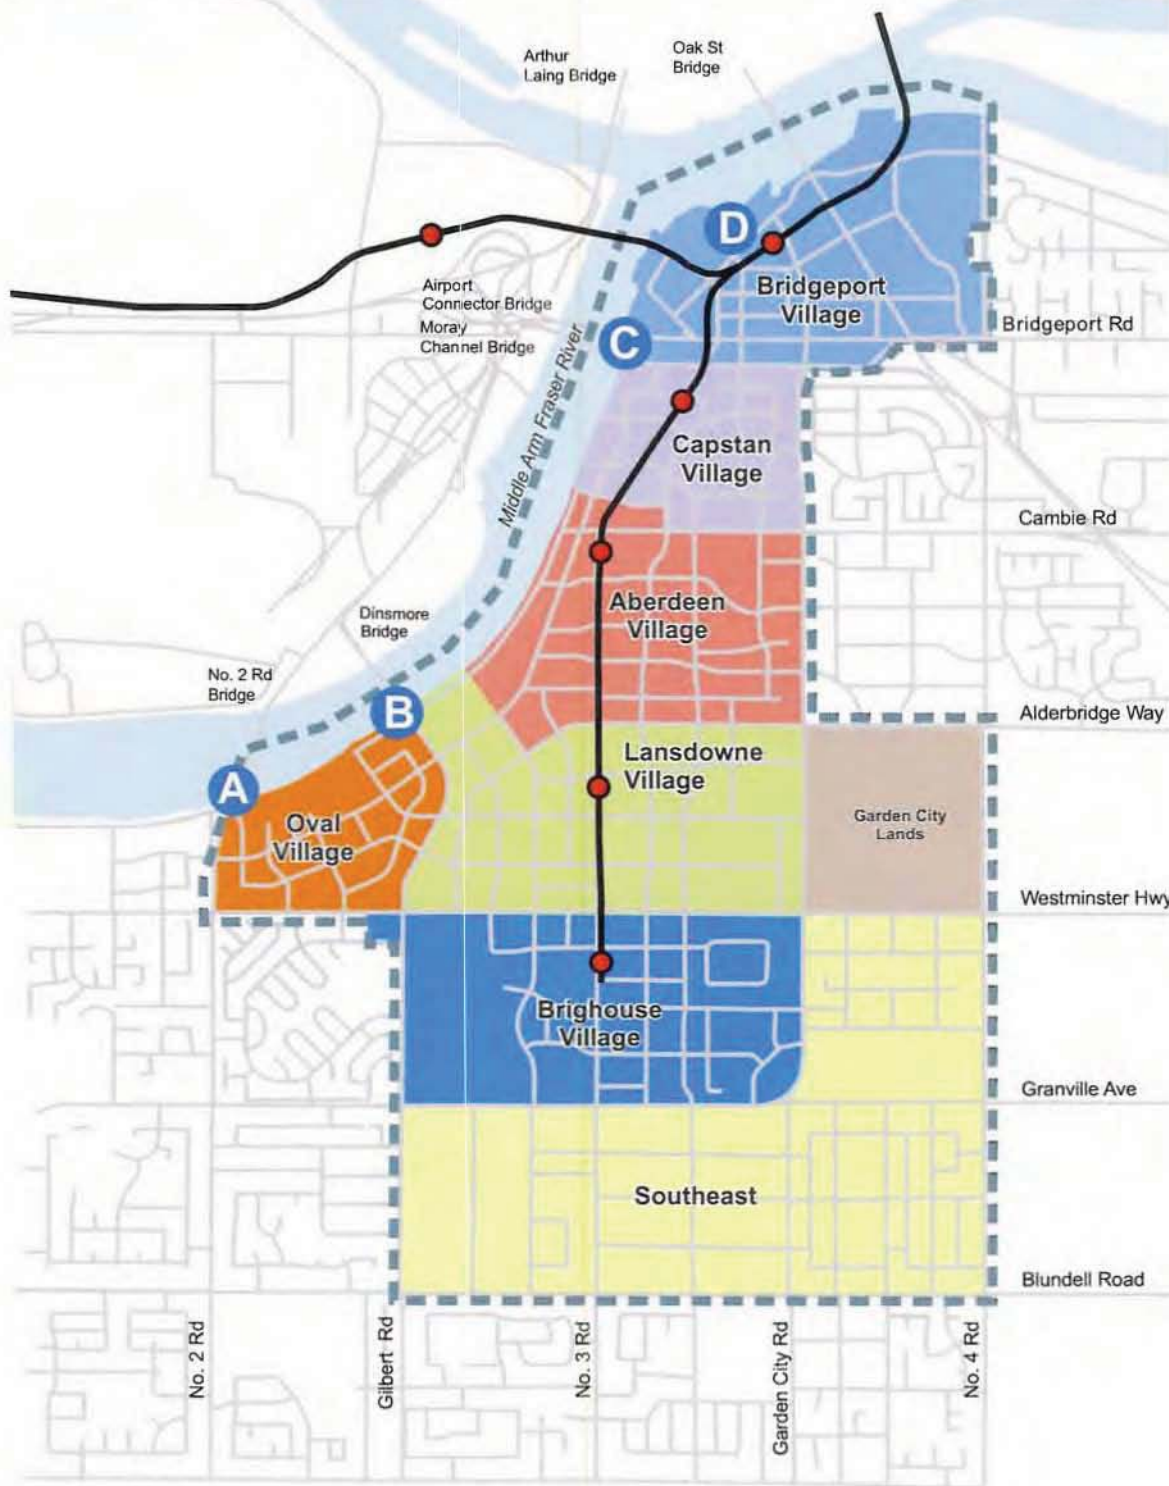 Arthur
Laing Bridge
Oak St
Bridge
D
Airport
Connector Bridge
Bridgeport
Village
Bridgeport Rd
Moray
Channel Bridge
C
Middle Arm Fraser River
Capstan
Village
Cambie Rd
Aberdeen
Village
Dinsmore
Bridge
No. 2 Rd
Bridge
B
Alderbridge Way
A
Lansdowne
Village
Oval
Village
Garden City
Lands
Westminster Hwy
Brighouse
Village
Granville Ave
Southeast
Blundell Road
No. 2 Rd
Gilbert Rd
No. 3 Rd
Garden City Rd
No. 4 Rd